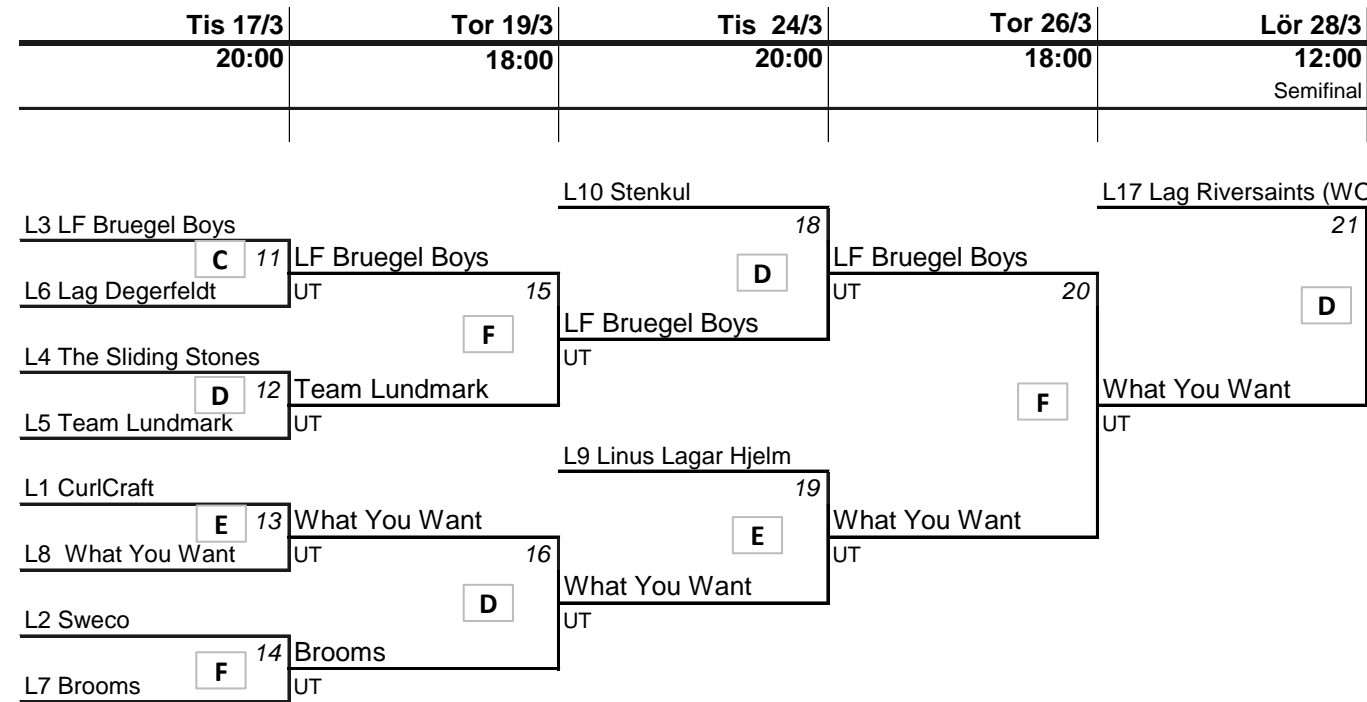 Tis 17/3 Tor 19/3 Tis 24/3 Tor 26/3 Lör 28/3
20:00 18:00 20:00 18:00 12:00
Semifinal
L10 Stenkul L17 Lag Riversaints (WC
L3 LF Bruegel Boys 18 21
C 11 LF Bruegel Boys D LF Bruegel Boys
L6 Lag Degerfeldt UT 15 UT 20 D
F LF Bruegel Boys
L4 The Sliding Stones UT
D 12 Team Lundmark F What You Want
L5 Team Lundmark UT UT
L9 Linus Lagar Hjelm
L1 CurlCraft 19
E 13 What You Want E What You Want
L8 What You Want UT 16 UT
D What You Want
L2 Sweco UT
F 14 Brooms
L7 Brooms UT